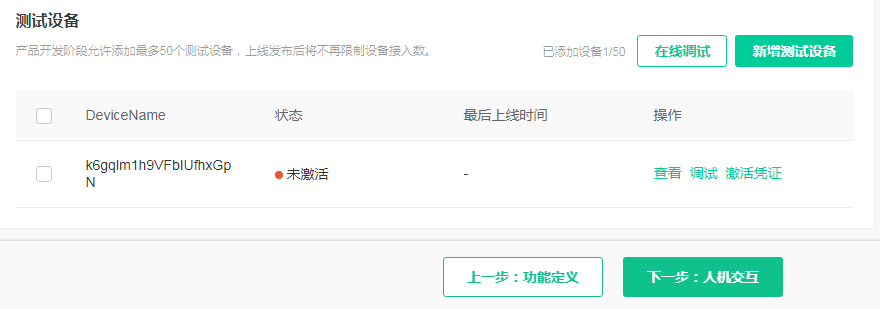 测试设备
产品开发阶段允许添加最多50个测试设备，上线发布后将不再限制设备接入数。
已添加设备1/50 在线调试 新增测试设备
DeviceName 状态 最后上线时间 操作
k6gqlm1h9VFbIUfhxGp
N
未激活 - 查看 调试 激活凭证
上一步：功能定义 下一步：人机交互